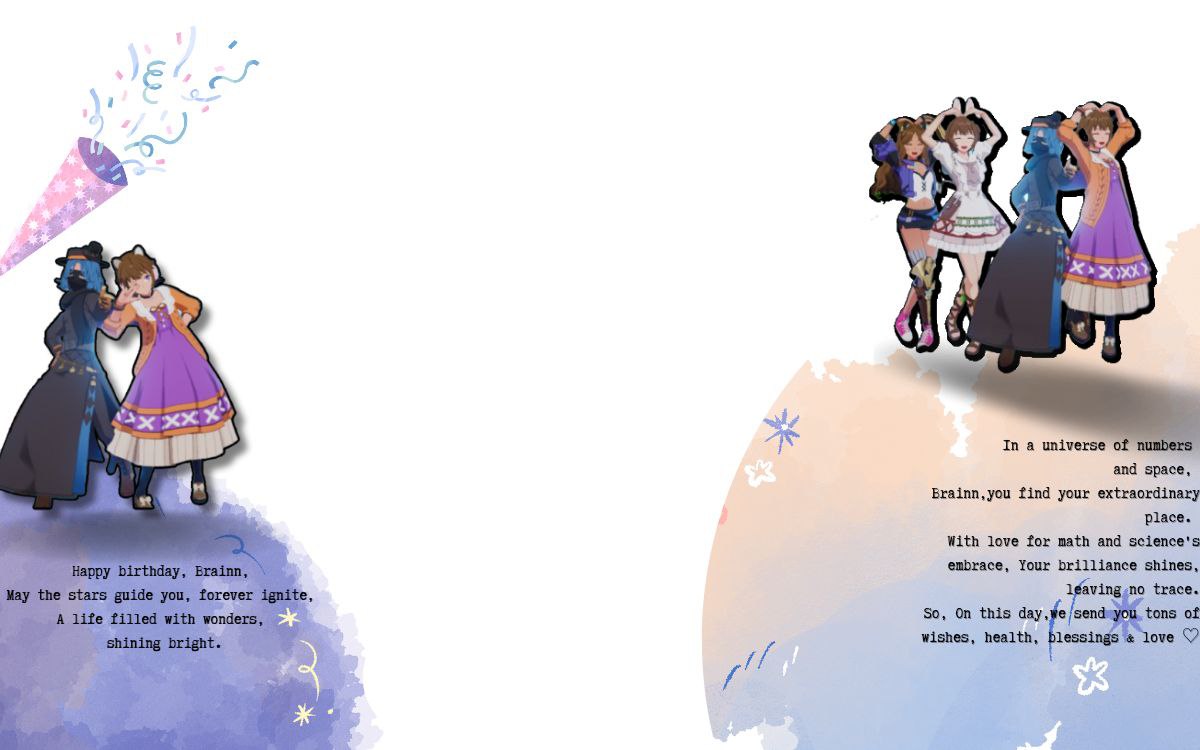 Happy birthday, Brainn,
May the stars guide you, forever ignite,
A life filled with wonders,
shining bright.
In a universe of numbers
and space,
Brainn,you find your extraordinary
place.
With love for math and science's
embrace, Your brilliance shines,
leaving no trace.
So, On this day,we send you tons of
wishes, health, blessings & love ♡